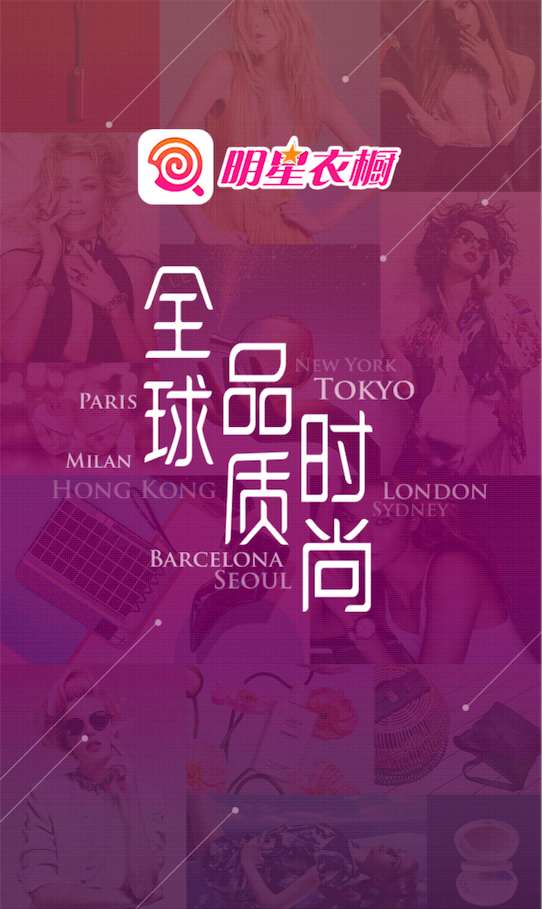 明星衣橱
全球
品质
时尚
NEW YORK
TOKYO
PARIS
MILAN
HONG KONG
LONDON
SYDNEY
BARCELONA
SEOUL